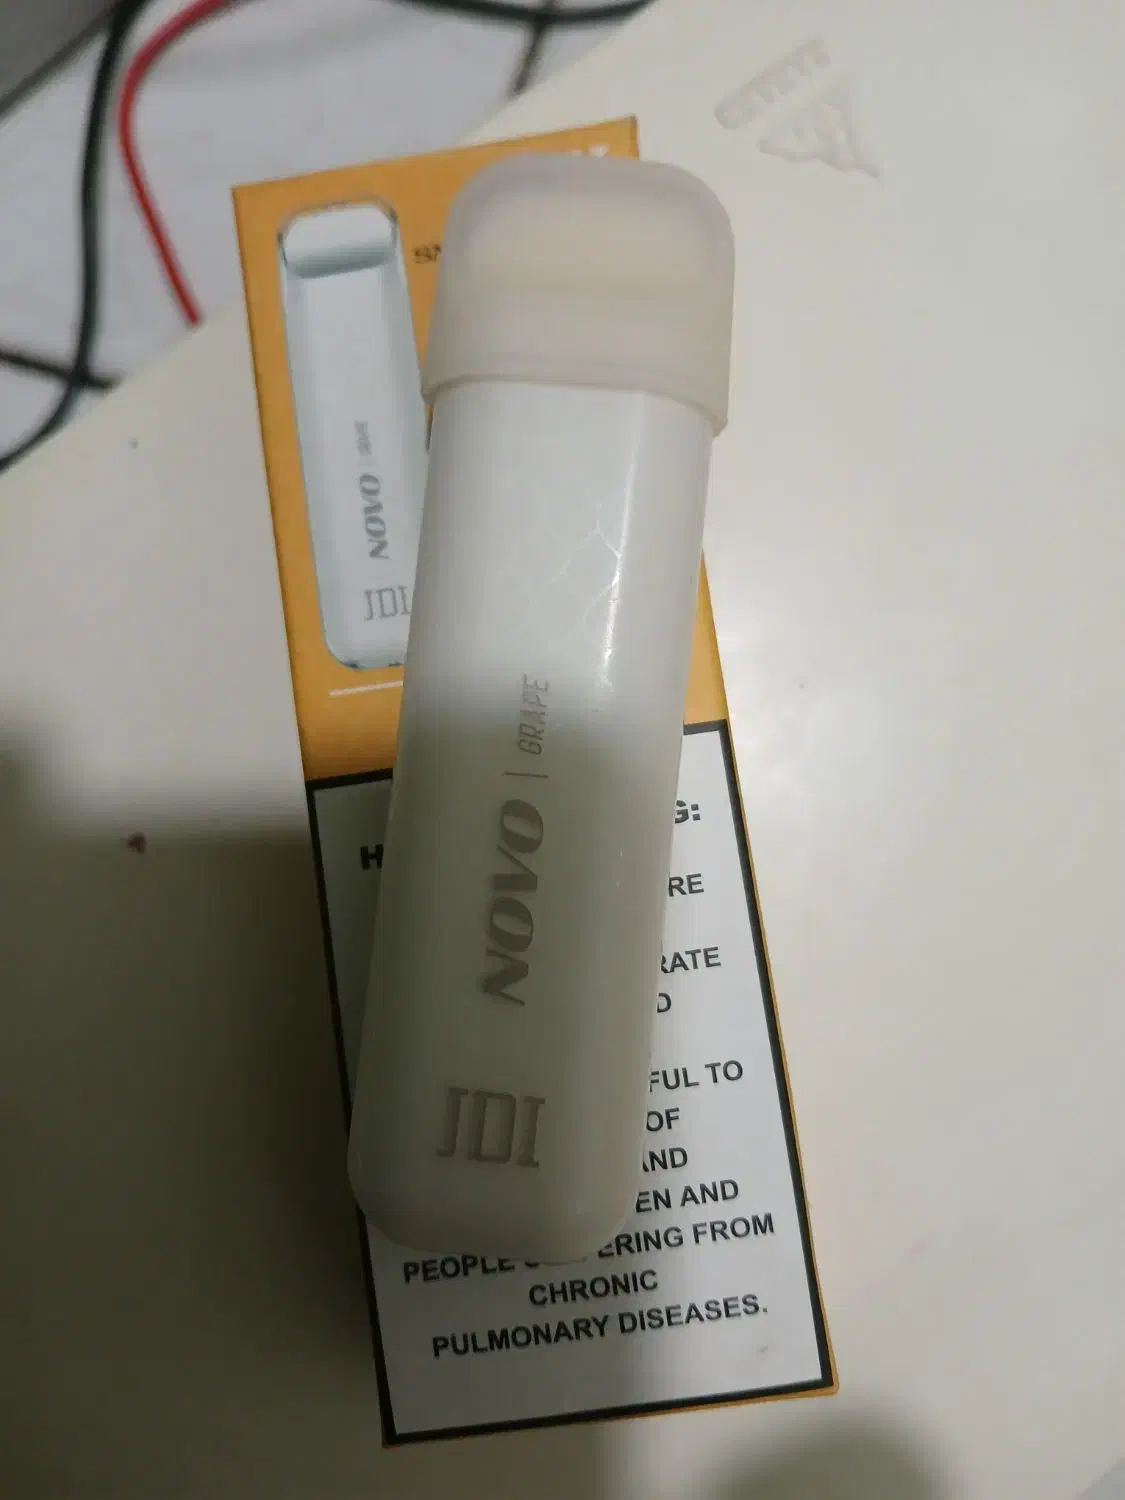 NOVO | GRAPE
JDI
NOVO
JDI
G:
H
RE
RATE
D
FUL TO
OF
AND
EN AND
PEOPLE ERING FROM
CHRONIC
PULMONARY DISEASES.